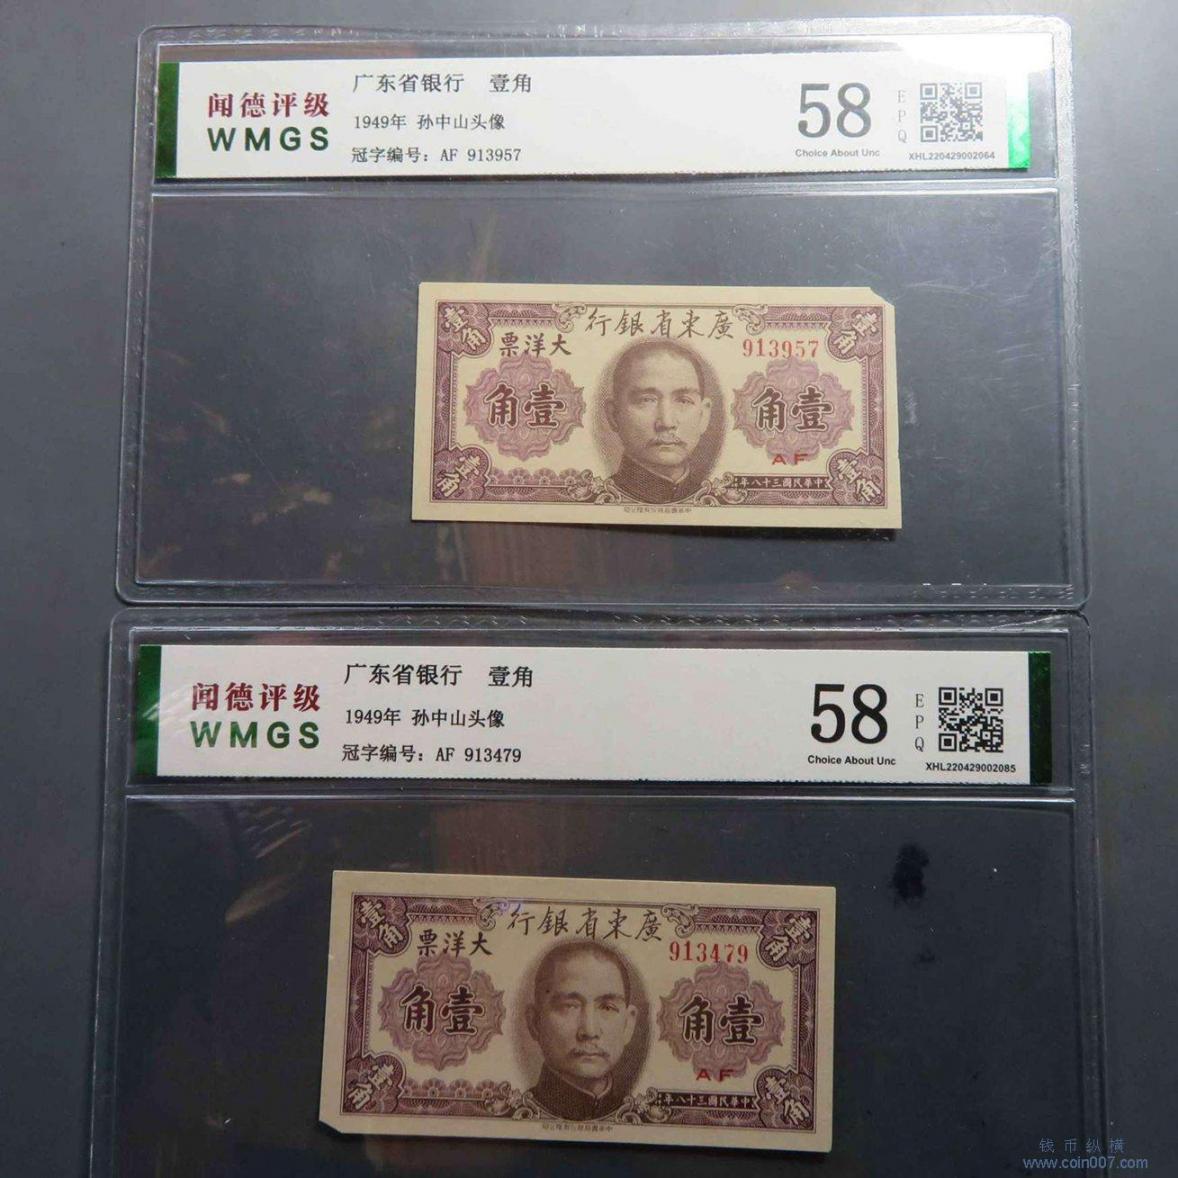 闻德评级
WMGS
广东省银行 壹角
1949年 孙中山头像
冠字编号：AF 913957
58
Choice About Unc
EPQ
XHL220429002064
壹角
行銀省東廣
壹角
票洋大
913957
角壹
角壹
AF
壹角
年八十三國民華中
壹角
闻德评级
WMGS
广东省银行 壹角
1949年 孙中山头像
冠字编号：AF 913479
58
Choice About Unc
EPQ
XHL220429002085
壹角
行銀省東廣
壹角
票洋大
913479
角壹
角壹
AF
壹角
年八十三國民華中
壹角
钱币纵横
www.coin007.com